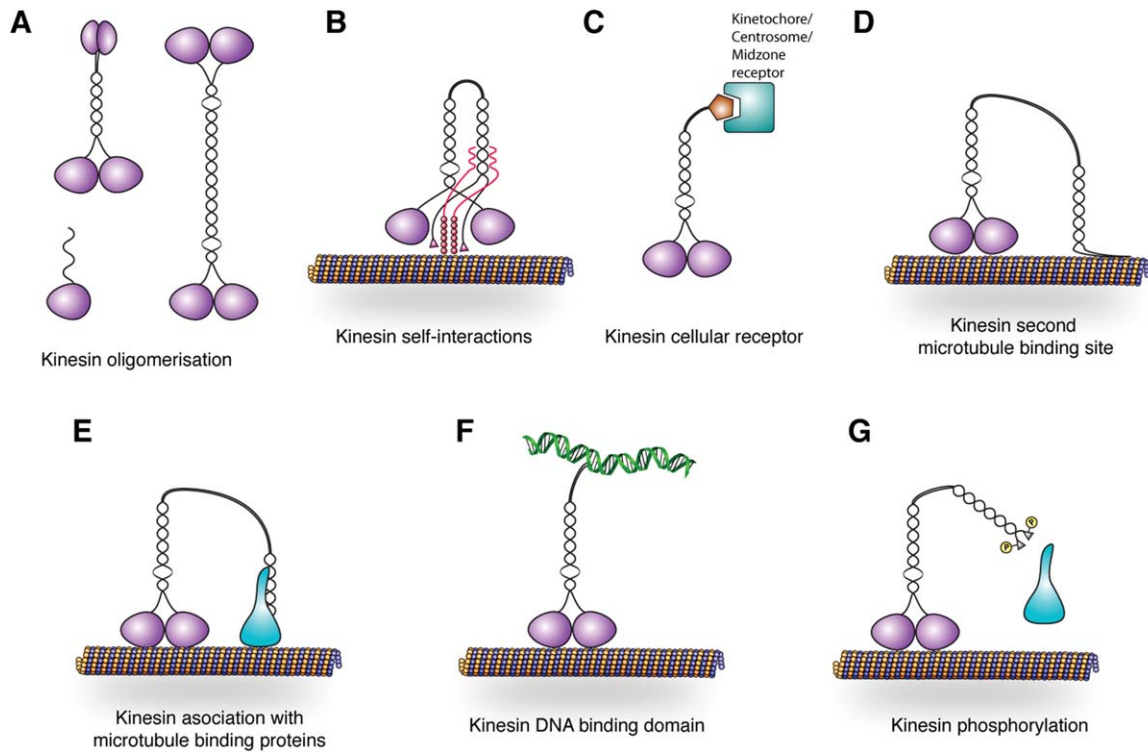 A
B
C
D
Kinetochore/
Centrosome/
Midzone
receptor
Kinesin oligomerisation
Kinesin self-interactions
Kinesin cellular receptor
Kinesin second
microtubule binding site
E
F
G
P
P
Kinesin asociation with
microtubule binding proteins
Kinesin DNA binding domain
Kinesin phosphorylation